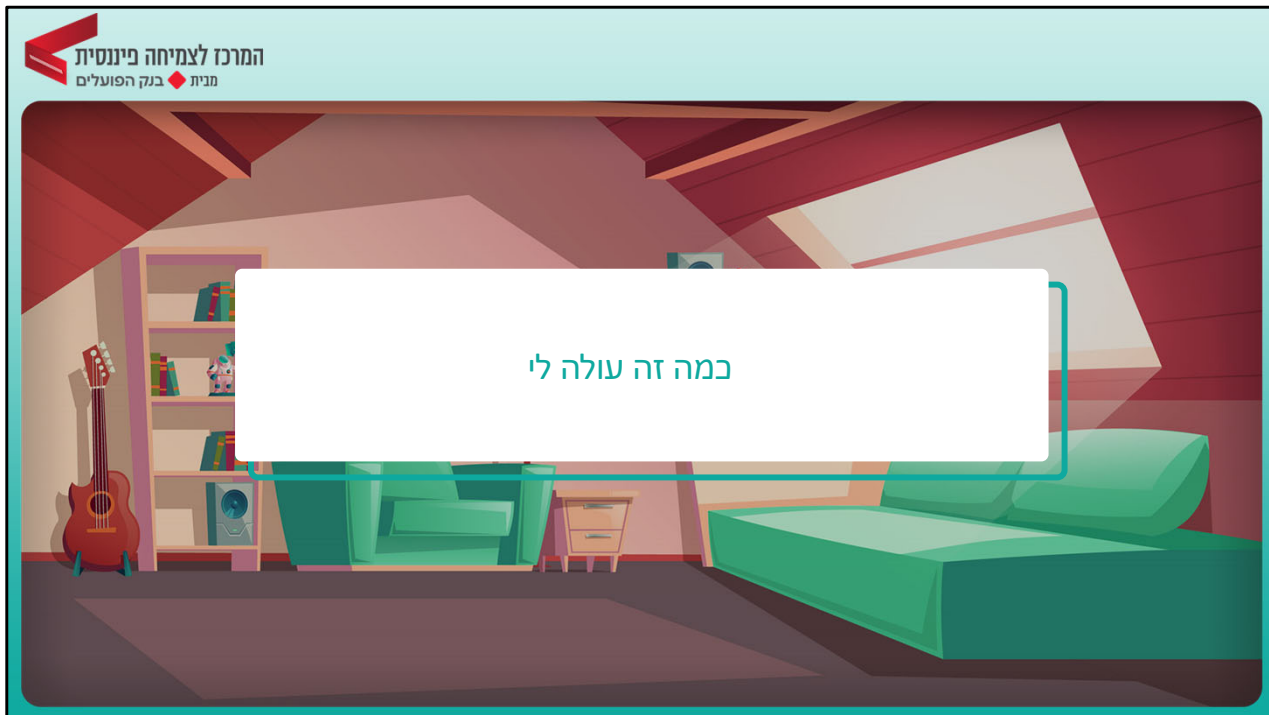 המרכז לצמיחה פיננסית
מבית בנק הפועלים
כמה זה עולה לי